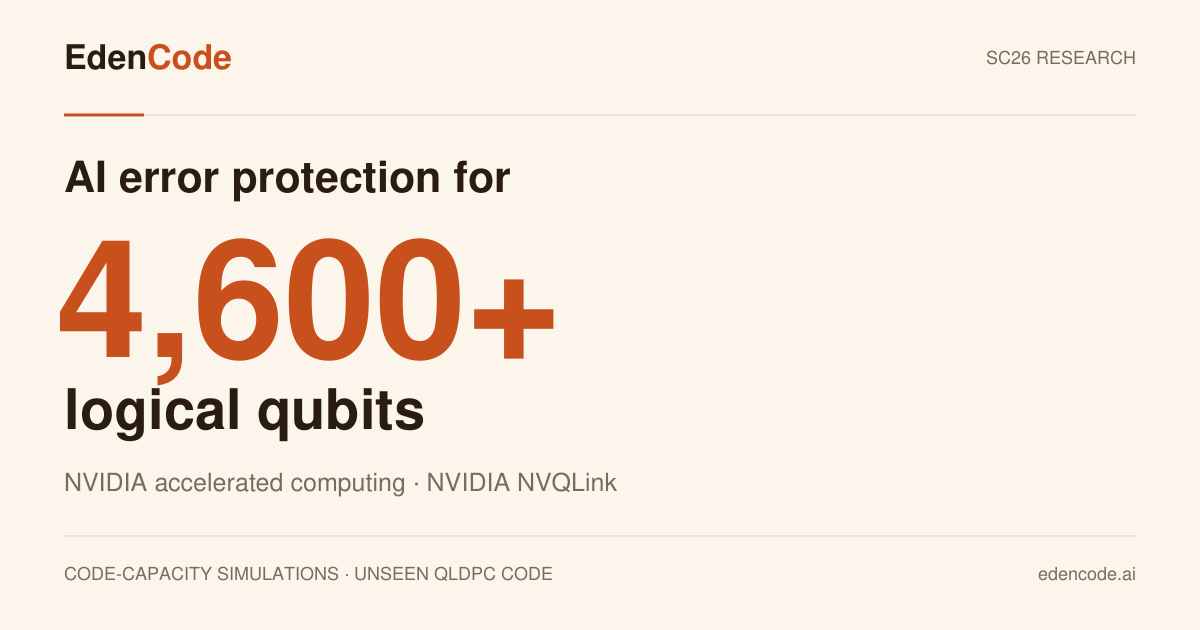 EdenCode
SC26 RESEARCH
AI error protection for
4,600+
logical qubits
NVIDIA accelerated computing · NVIDIA NVQLink
CODE-CAPACITY SIMULATIONS · UNSEEN QLDPC CODE
edencode.ai